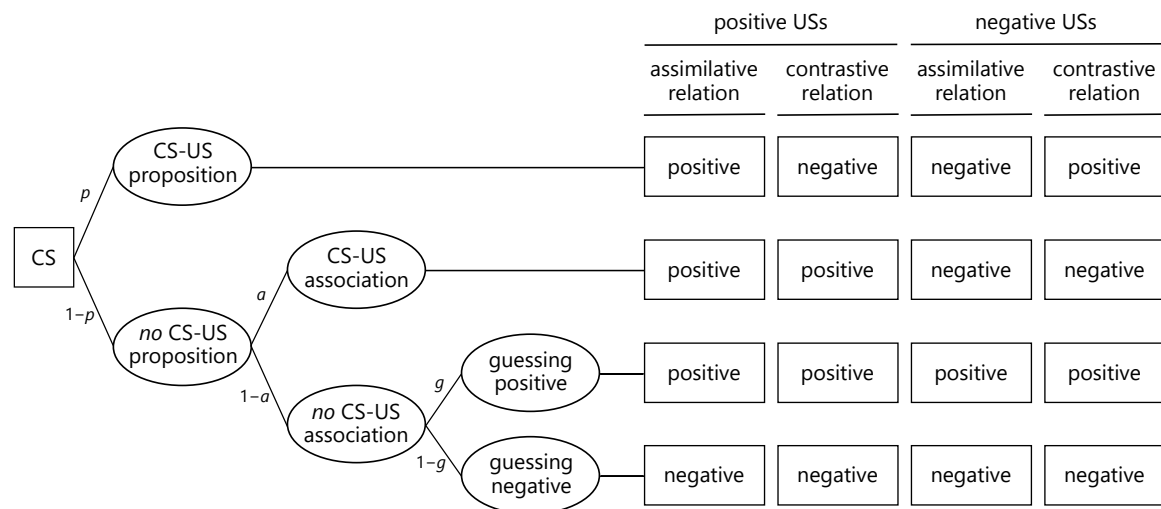 positive USs negative USs
assimilative contrastive assimilative contrastive
relation relation relation relation
CS-US
proposition
positive negative negative positive
p
CS
CS-US
association
positive positive negative negative
a
1–p
no CS-US
proposition
guessing
positive
positive positive positive positive
g
1–a
no CS-US
association
1–g
guessing
negative
negative negative negative negative